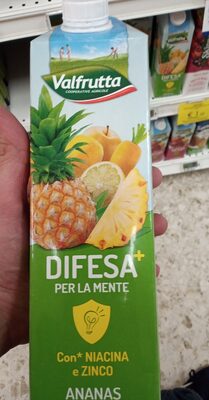 Valfrutta
COOPERATIVE AGRICOLE
DIFESA+
PER LA MENTE
Con* NIACINA
e ZINCO
ANANAS